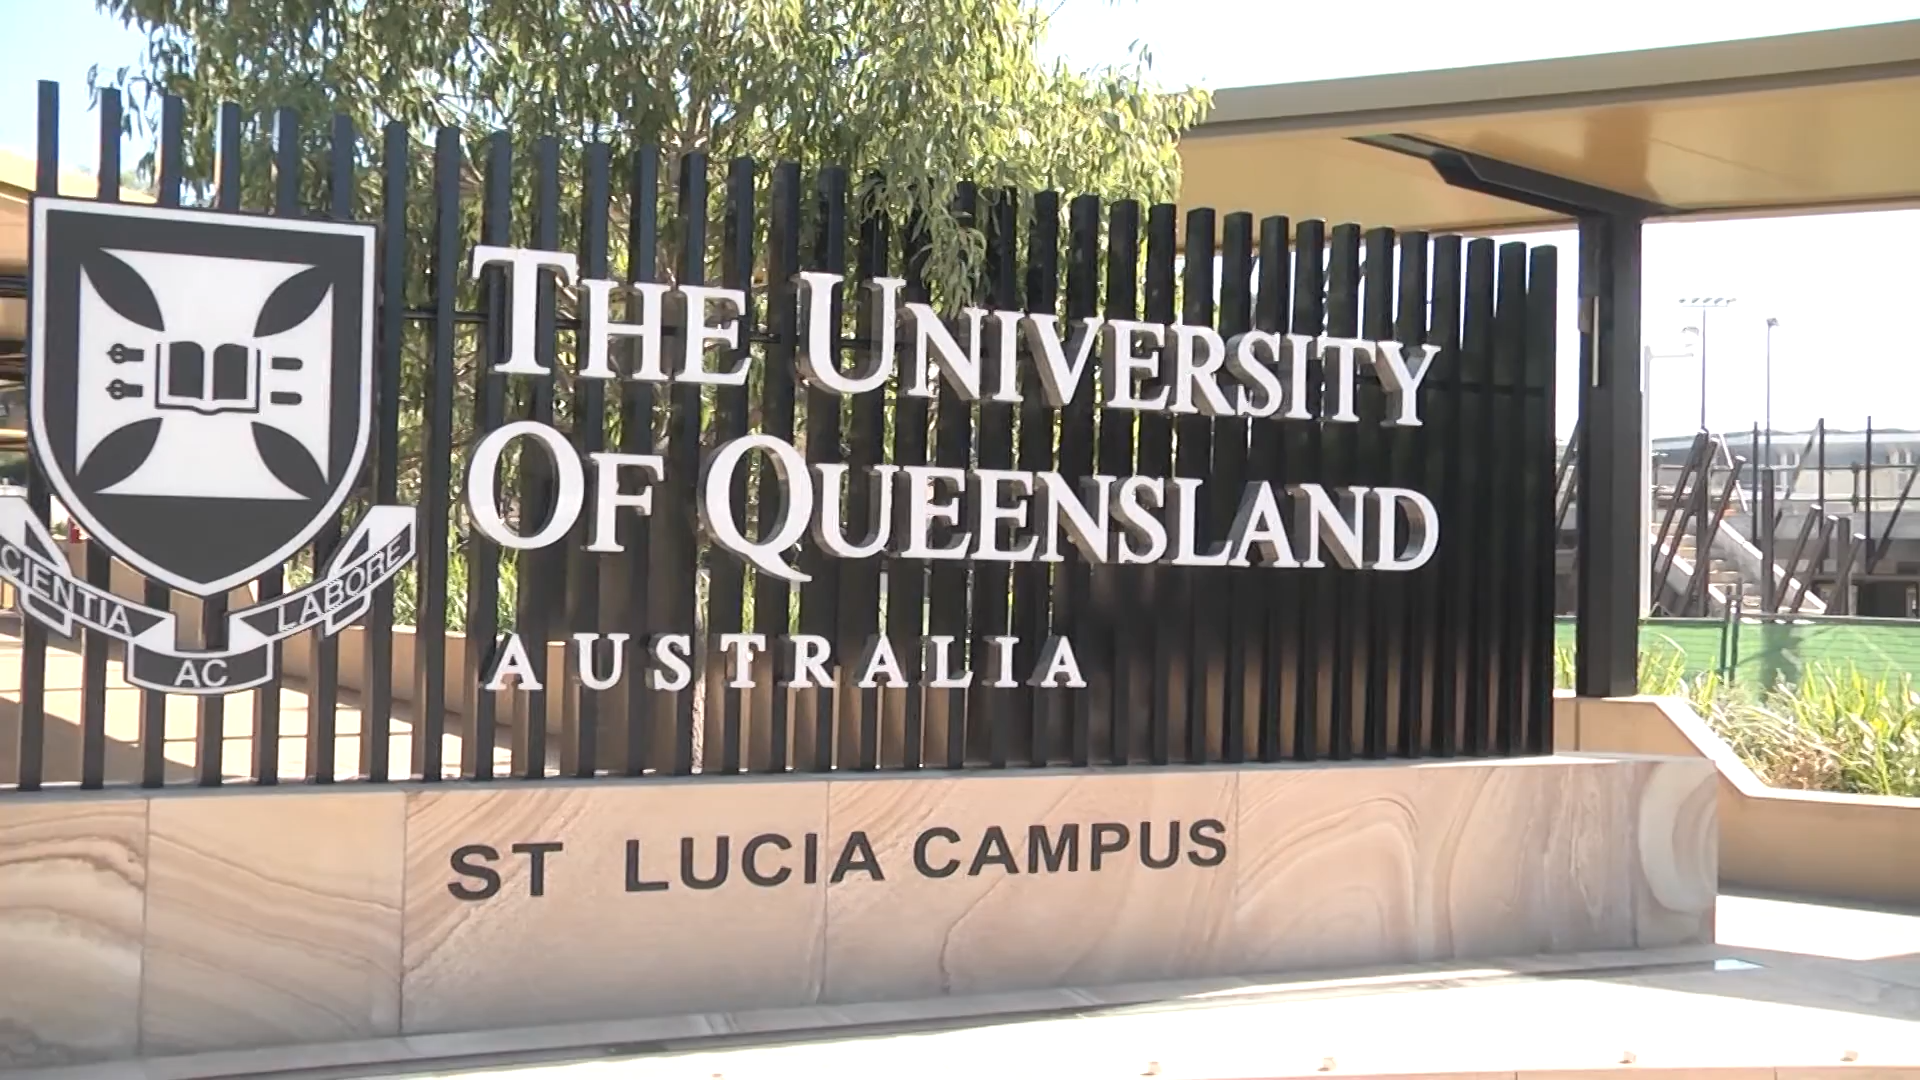 THE UNIVERSITY
OF QUEENSLAND
AUSTRALIA
CIENTIA AC LABORE
ST LUCIA CAMPUS